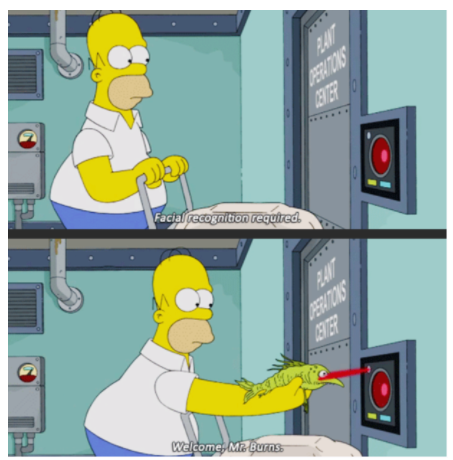 PLANT
OPERATIONS
CENTER
Facial recognition required.
PLANT
OPERATIONS
CENTER
Welcome, Mr. Burns.